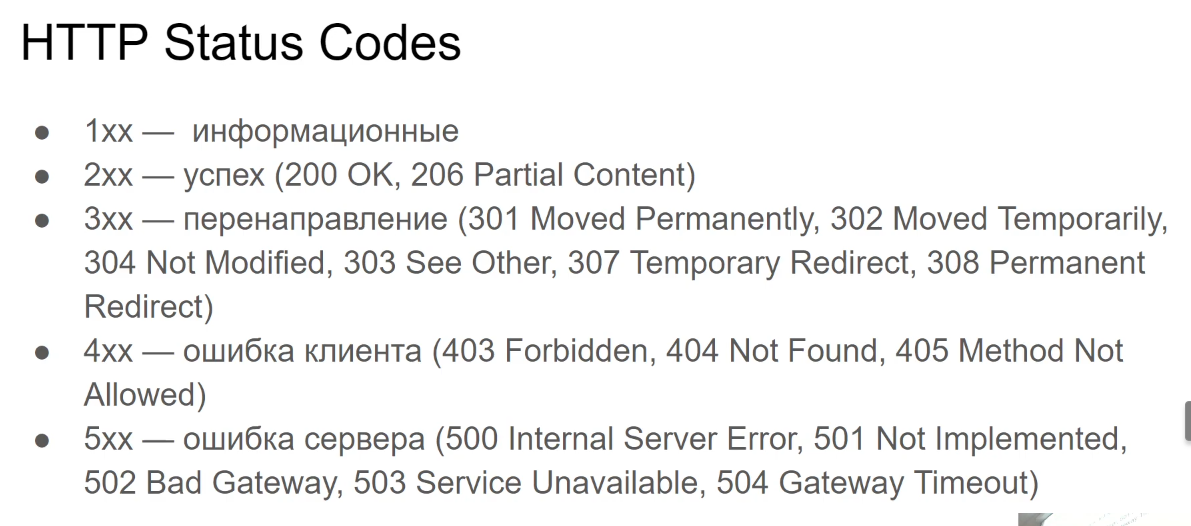 HTTP Status Codes
● 1xx — информационные
● 2xx — успех (200 OK, 206 Partial Content)
● 3xx — перенаправление (301 Moved Permanently, 302 Moved Temporarily,
304 Not Modified, 303 See Other, 307 Temporary Redirect, 308 Permanent
Redirect)
● 4xx — ошибка клиента (403 Forbidden, 404 Not Found, 405 Method Not
Allowed)
● 5xx — ошибка сервера (500 Internal Server Error, 501 Not Implemented,
502 Bad Gateway, 503 Service Unavailable, 504 Gateway Timeout)